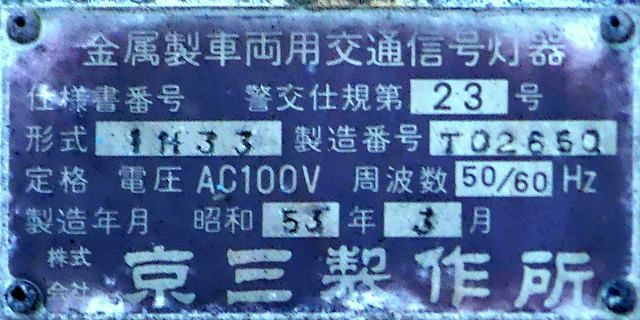 金属製車両用交通信号灯器
仕様書番号 警交仕規第 23 号
形式 1H33 製造番号 T02650
定格 電圧 AC100V 周波数 50/60 Hz
製造年月 昭和 53 年 3 月
株式会社 京三製作所